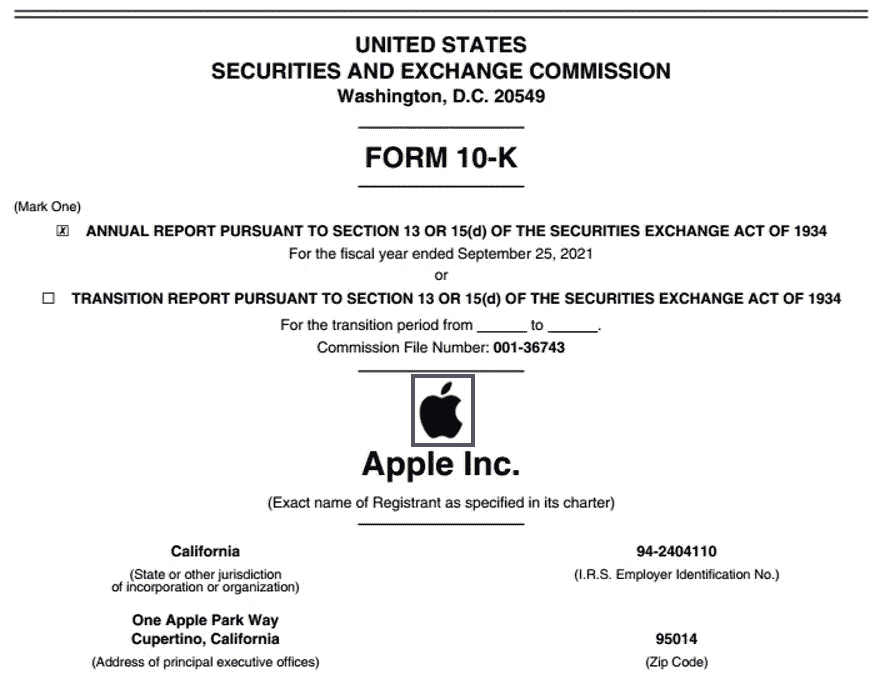 UNITED STATES
SECURITIES AND EXCHANGE COMMISSION
Washington, D.C. 20549
FORM 10-K
(Mark One)
☒ ANNUAL REPORT PURSUANT TO SECTION 13 OR 15(d) OF THE SECURITIES EXCHANGE ACT OF 1934
For the fiscal year ended September 25, 2021
or
☐ TRANSITION REPORT PURSUANT TO SECTION 13 OR 15(d) OF THE SECURITIES EXCHANGE ACT OF 1934
For the transition period from ______ to ______.
Commission File Number: 001-36743
Apple Inc.
(Exact name of Registrant as specified in its charter)
California 94-2404110
(State or other jurisdiction
of incorporation or organization) (I.R.S. Employer Identification No.)
One Apple Park Way
Cupertino, California 95014
(Address of principal executive offices) (Zip Code)